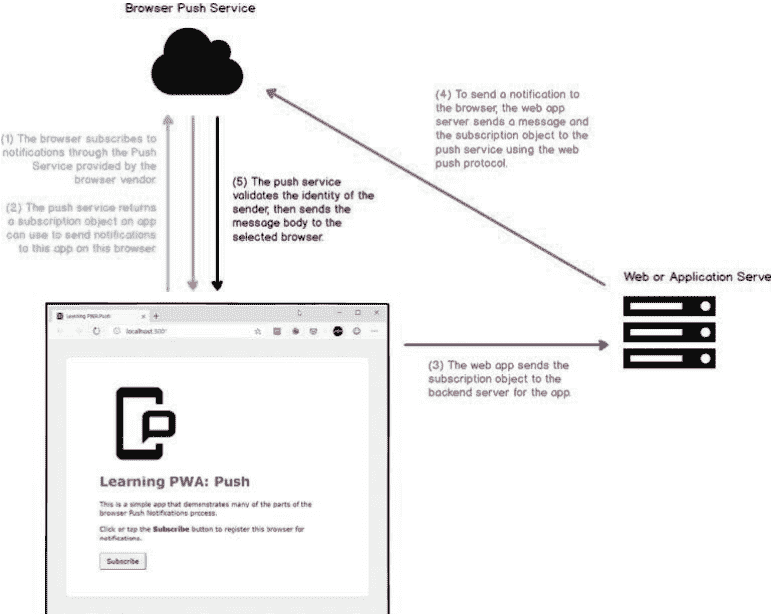 Browser Push Service
(1) The browser subscribes to
notifications through the Push
Service provided by the
browser vendor.
(2) The push service returns
a subscription object an app
can use to send notifications
to this app on this browser
(4) To send a notification to
the browser, the web app
server sends a message and
the subscription object to the
push service using the web
push protocol.
(5) The push service
validates the identity of the
sender, then sends the
message body to the
selected browser.
Web or Application Serve
(3) The web app sends the
subscription object to the
backend server for the app.
Learning PWA:Push
localhost:
Learning PWA: Push
This is a simple app that demonstrates many of the parts of the
browser Push Notifications process.
Click or tap the Subscribe button to register this browser for
notifications.
Subscribe